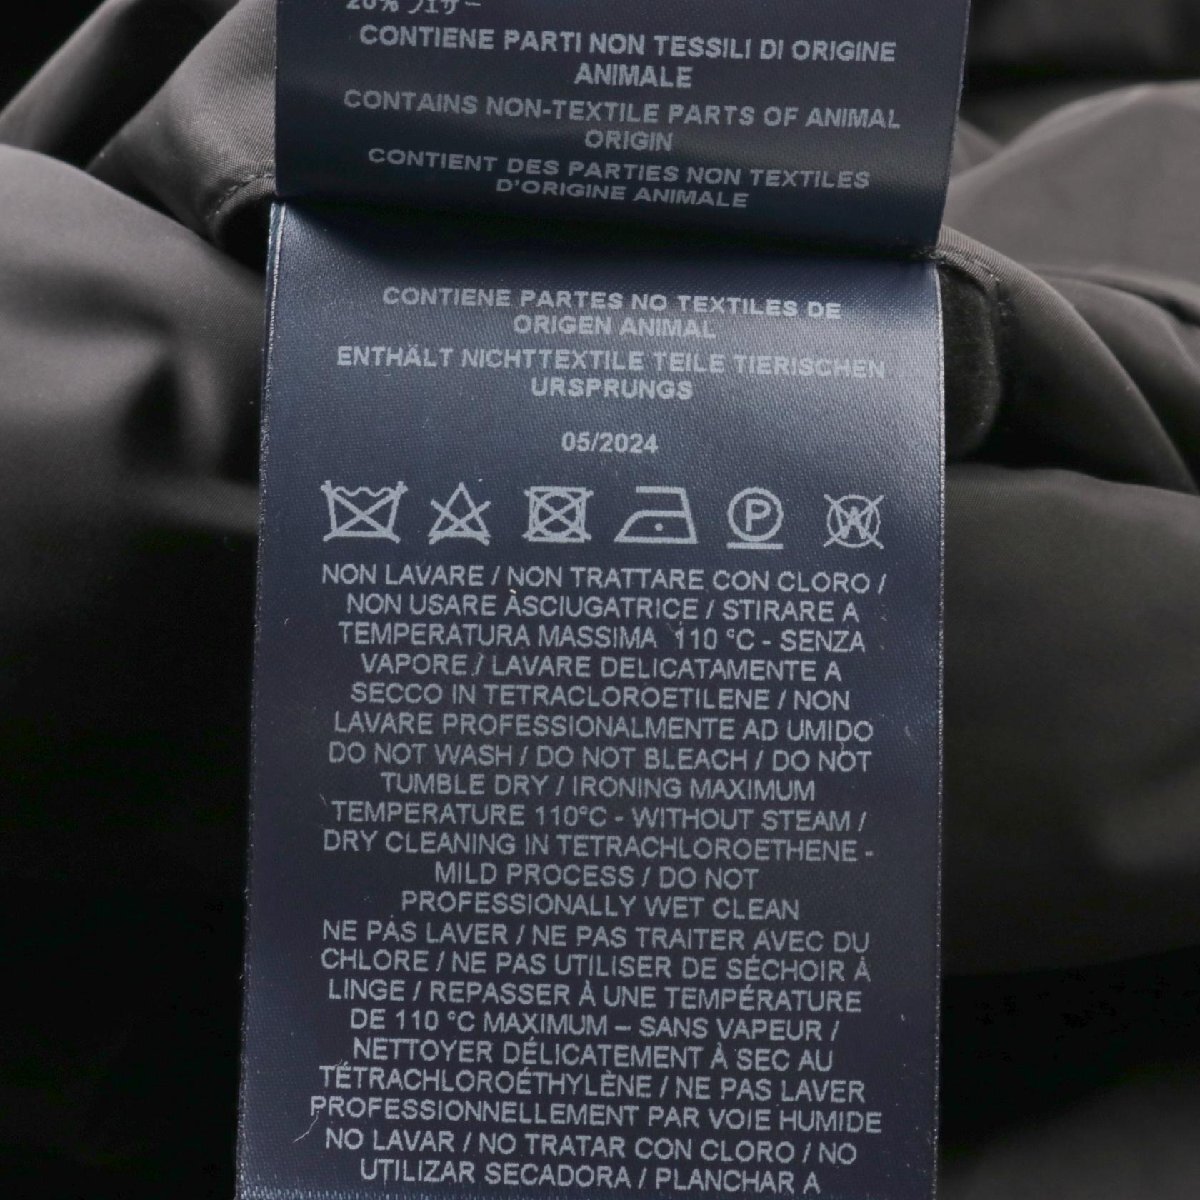 20% フェザー
CONTIENE PARTI NON TESSILI DI ORIGINE
ANIMALE
CONTAINS NON-TEXTILE PARTS OF ANIMAL
ORIGIN
CONTIENT DES PARTIES NON TEXTILES
D'ORIGINE ANIMALE
CONTIENE PARTES NO TEXTILES DE
ORIGEN ANIMAL
ENTHÄLT NICHTTEXTILE TEILE TIERISCHEN
URSPRUNGS
05/2024
P W
NON LAVARE / NON TRATTARE CON CLORO /
NON USARE ASCIUGATRICE / STIRARE A
TEMPERATURA MASSIMA 110 °C - SENZA
VAPORE / LAVARE DELICATAMENTE A
SECCO IN TETRACLOROETILENE / NON
LAVARE PROFESSIONALMENTE AD UMIDO
DO NOT WASH / DO NOT BLEACH / DO NOT
TUMBLE DRY / IRONING MAXIMUM
TEMPERATURE 110°C - WITHOUT STEAM /
DRY CLEANING IN TETRACHLOROETHENE -
MILD PROCESS / DO NOT
PROFESSIONALLY WET CLEAN
NE PAS LAVER / NE PAS TRAITER AVEC DU
CHLORE / NE PAS UTILISER DE SÉCHOIR À
LINGE / REPASSER À UNE TEMPÉRATURE
DE 110 °C MAXIMUM – SANS VAPEUR /
NETTOYER DÉLICATEMENT À SEC AU
TÉTRACHLOROÉTHYLÈNE / NE PAS LAVER
PROFESSIONNELLEMENT PAR VOIE HUMIDE
NO LAVAR / NO TRATAR CON CLORO / NO
UTILIZAR SECADORA / PLANCHAR A